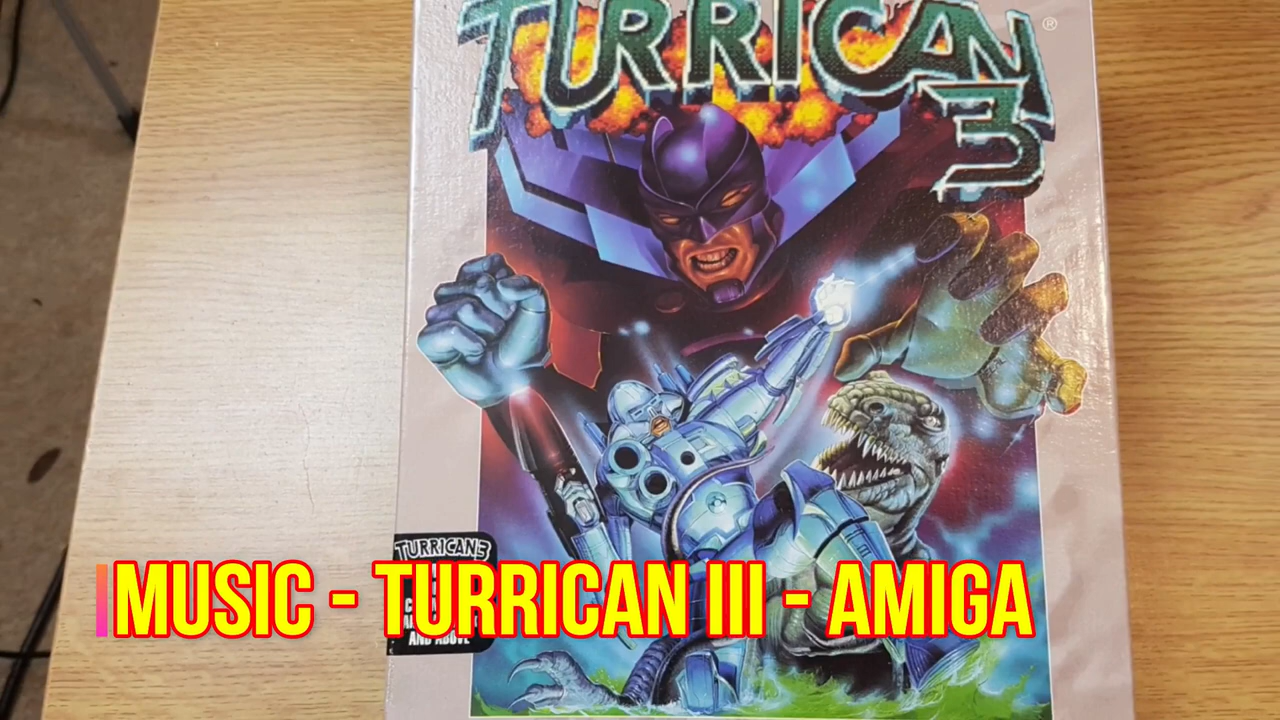 TURRICAN ®
3
TURRICAN3
MUSIC - TURRICAN III - AMIGA
AND ABOVE